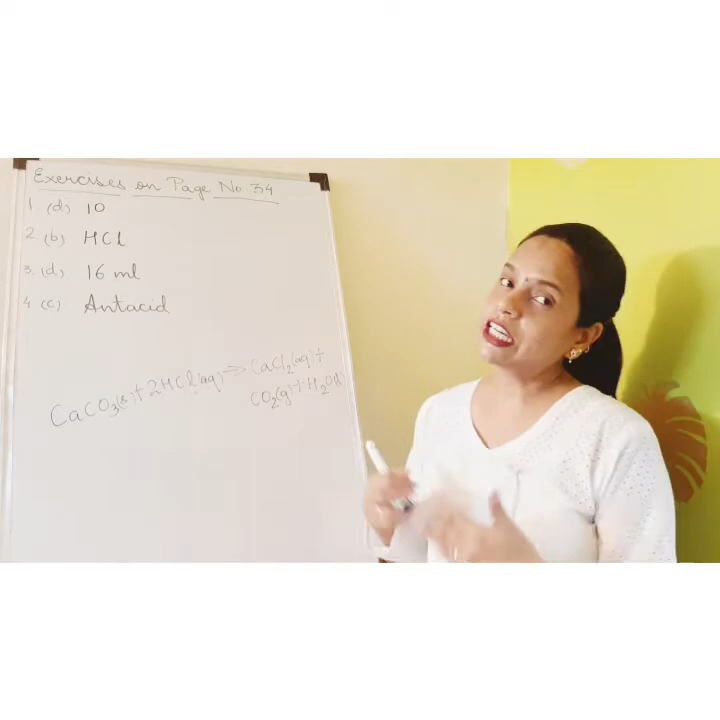 Exercises on Page No 34
1 (d) 10
2. (b) HCl
3. (d) 16 ml
4 (c) Antacid
CaCO3(s) + 2HCl(aq) → CaCl2(aq) +
CO2(g) + H2O(l)